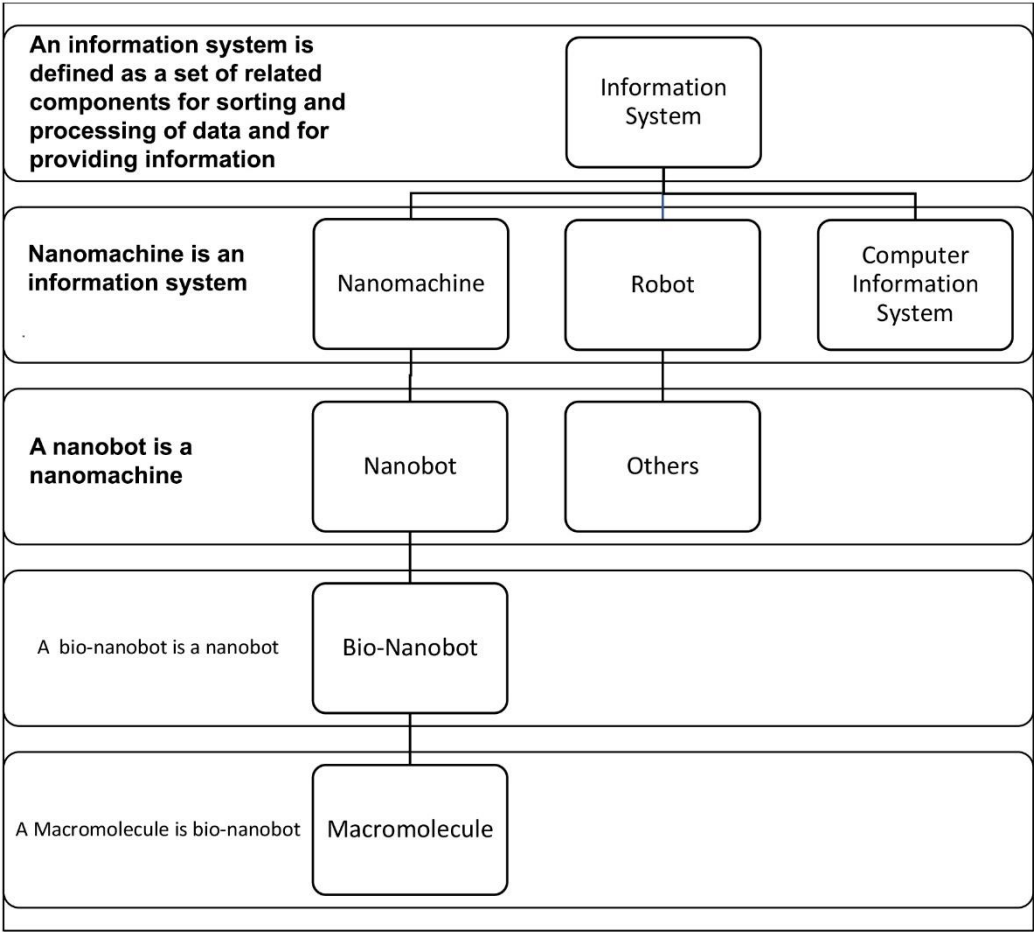 An information system is
defined as a set of related
components for sorting and
processing of data and for
providing information
Information
System
Nanomachine is an
information system
.
Nanomachine
Robot
Computer
Information
System
A nanobot is a
nanomachine
Nanobot
Others
A bio-nanobot is a nanobot
Bio-Nanobot
A Macromolecule is bio-nanobot
Macromolecule